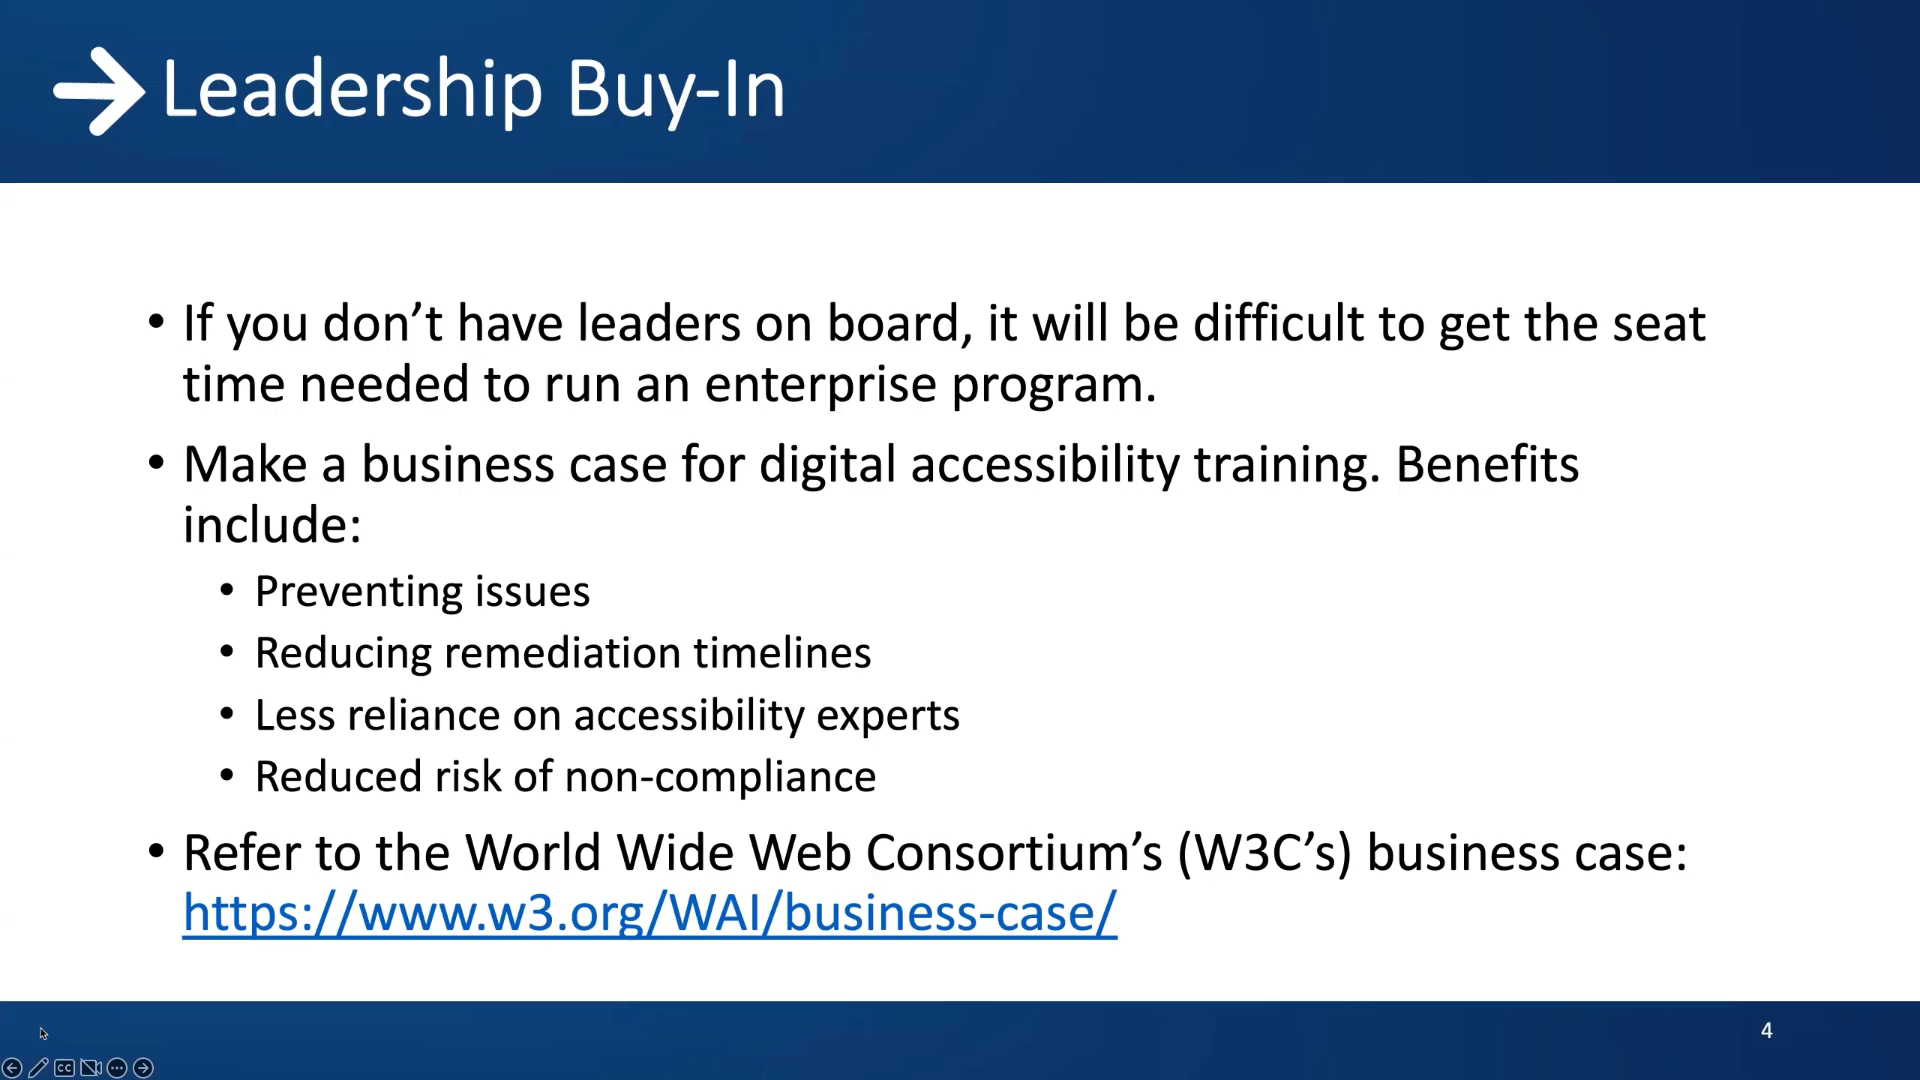 Leadership Buy-In
• If you don’t have leaders on board, it will be difficult to get the seat
time needed to run an enterprise program.
• Make a business case for digital accessibility training. Benefits
include:
• Preventing issues
• Reducing remediation timelines
• Less reliance on accessibility experts
• Reduced risk of non-compliance
• Refer to the World Wide Web Consortium’s (W3C’s) business case:
https://www.w3.org/WAI/business-case/
4
CC